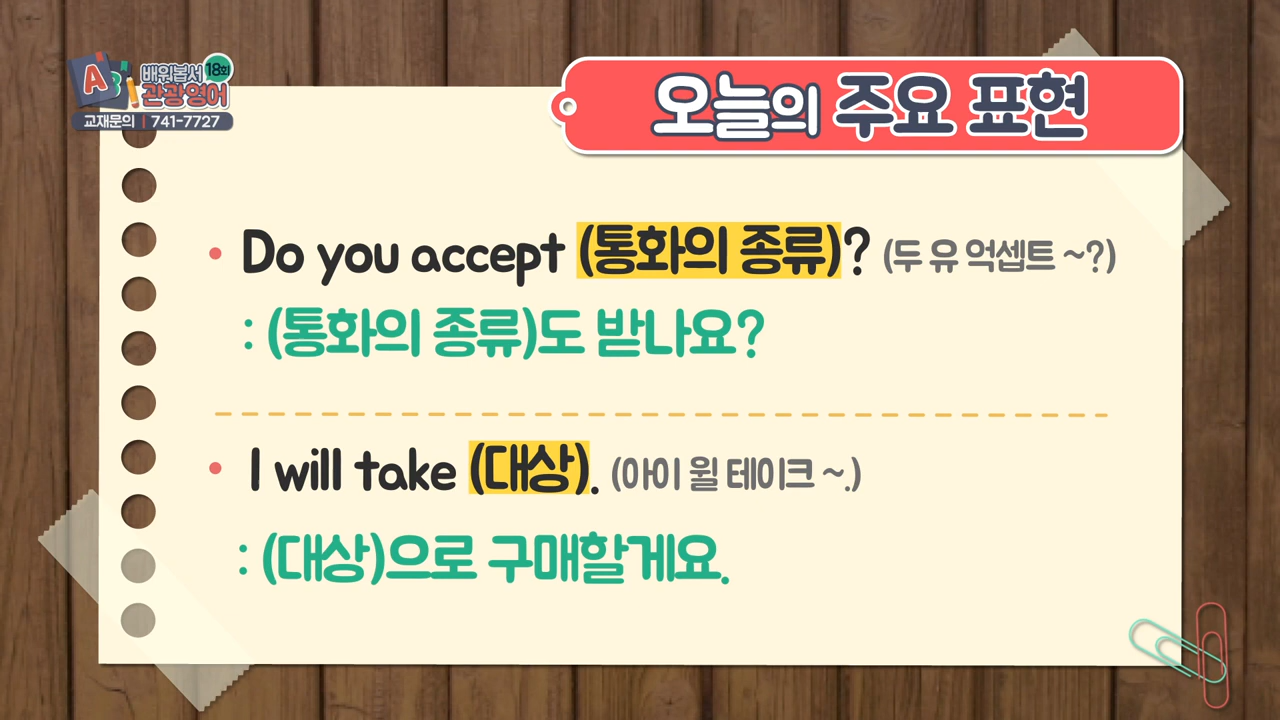 배워봅서 18회
관광영어
교재문의 | 741-7727
오늘의 주요 표현
• Do you accept (통화의 종류)? (두 유 억셉트 ~?)
: (통화의 종류)도 받나요?
• I will take (대상). (아이 윌 테이크 ~.)
: (대상)으로 구매할게요.